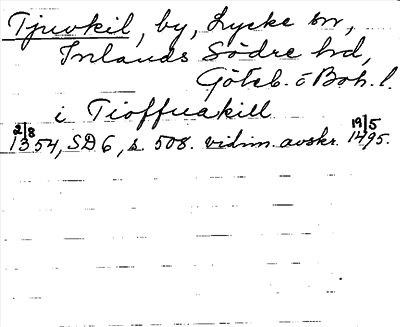 Tjuvkil, by, Lycke sn,
Inlands Södre hd,
Göteb. o Boh. l.
i Tioffuakill
2/8 1354, SD 6, s. 508. vidim. avskr. 19/5 1495.